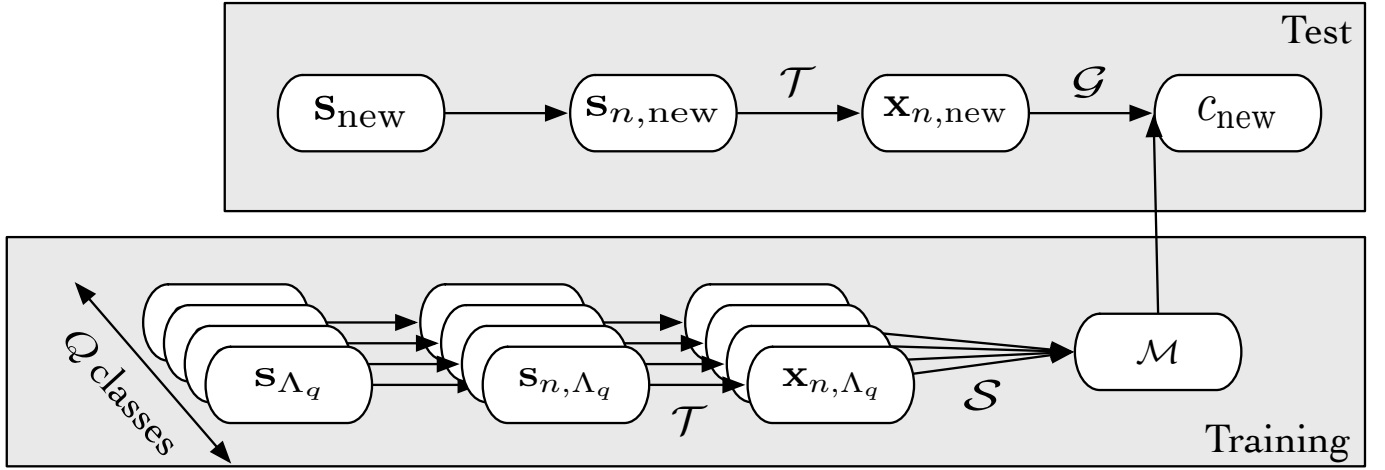 Test
𝒯 𝒢
s_new s_{n,new} x_{n,new} c_new
Q classes
s_{Λ_q} s_{n,Λ_q} x_{n,Λ_q} ℳ
𝒯 𝒮
Training